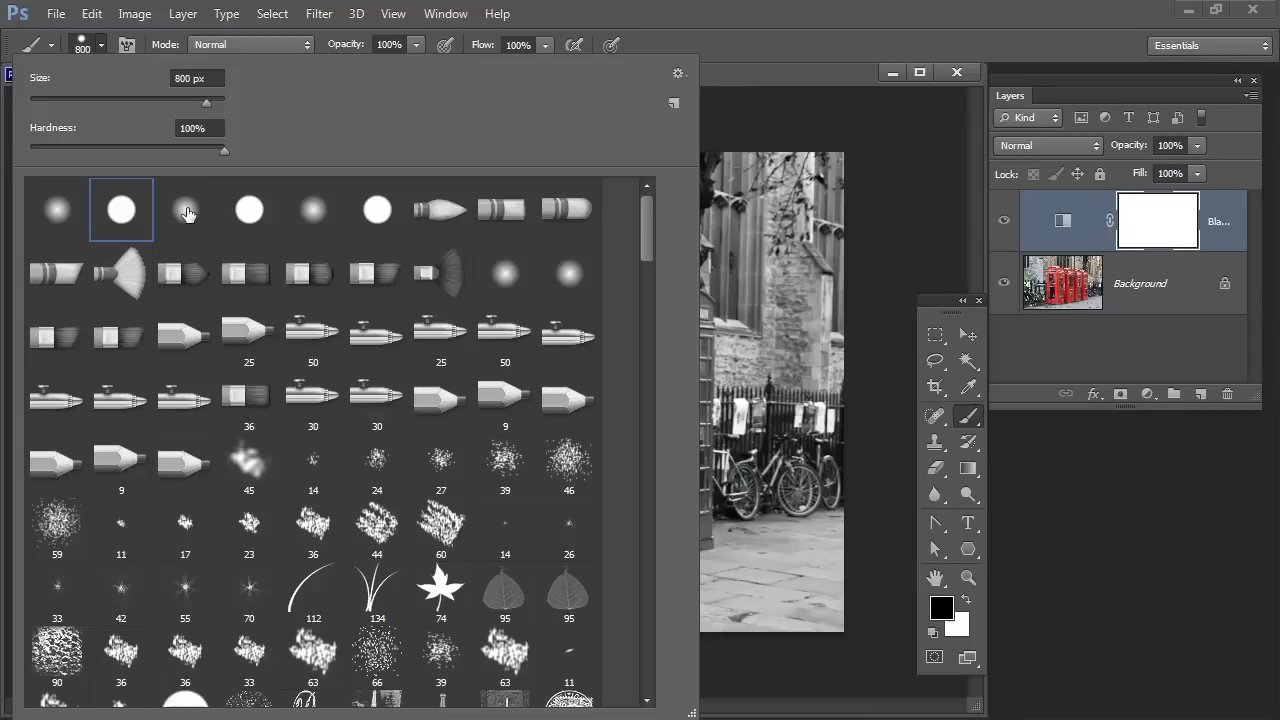 Ps File Edit Image Layer Type Select Filter 3D View Window Help
800 Mode: Normal Opacity: 100% Flow: 100% Essentials
Size: 800 px
Hardness: 100%
25 50 25 50
36 30 30 9
9 45 14 24 27 39 46
59 11 17 23 36 44 60 14 26
33 42 55 70 112 134 74 95 95
90 36 36 33 63 66 39 63 11
Layers
Kind
Normal Opacity: 100%
Lock: Fill: 100%
Bla...
Background
fx